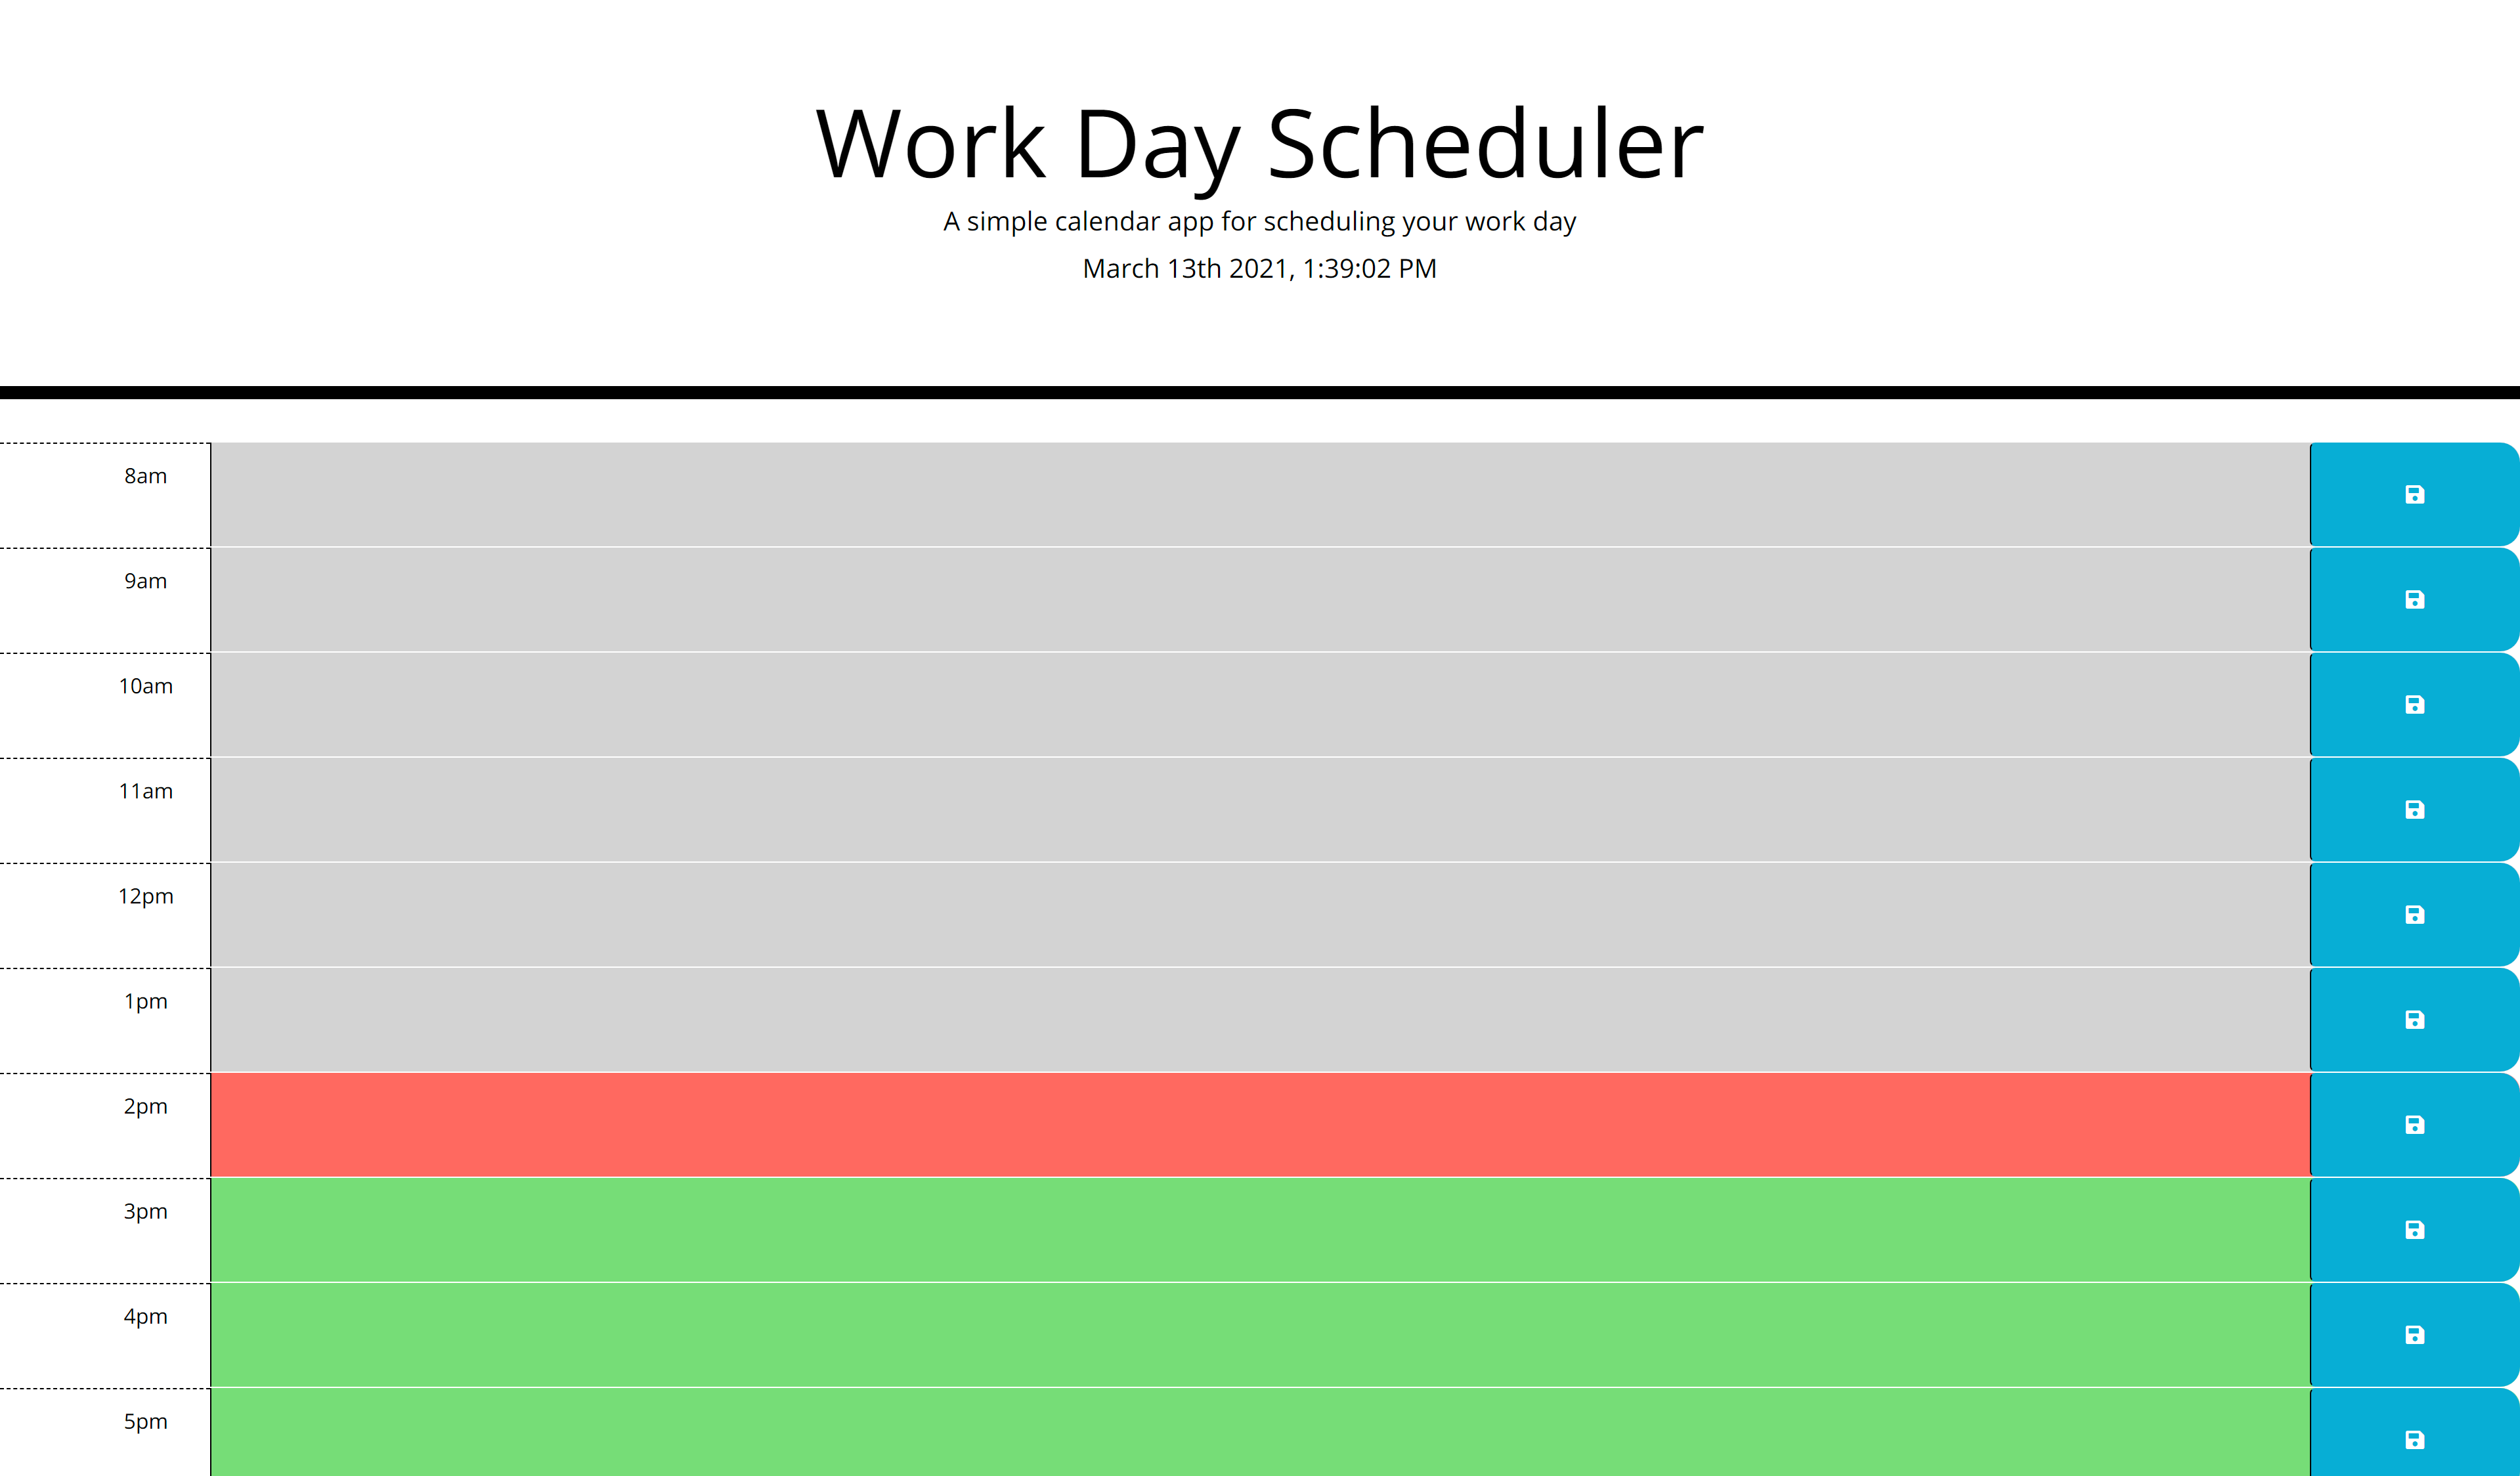 Work Day Scheduler
A simple calendar app for scheduling your work day
March 13th 2021, 1:39:02 PM
8am
9am
10am
11am
12pm
1pm
2pm
3pm
4pm
5pm